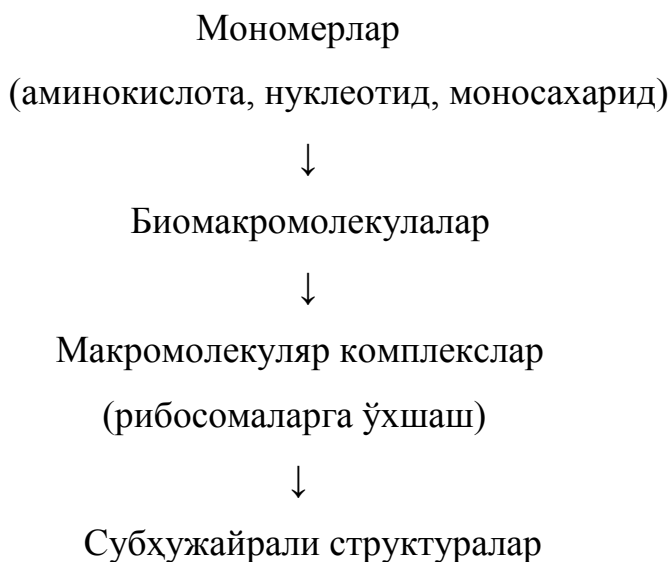 Мономерлар
(аминокислота, нуклеотид, моносахарид)
↓
Биомакромолекулалар
↓
Макромолекуляр комплекслар
(рибосомаларга ўхшаш)
↓
Субҳужайрали структуралар